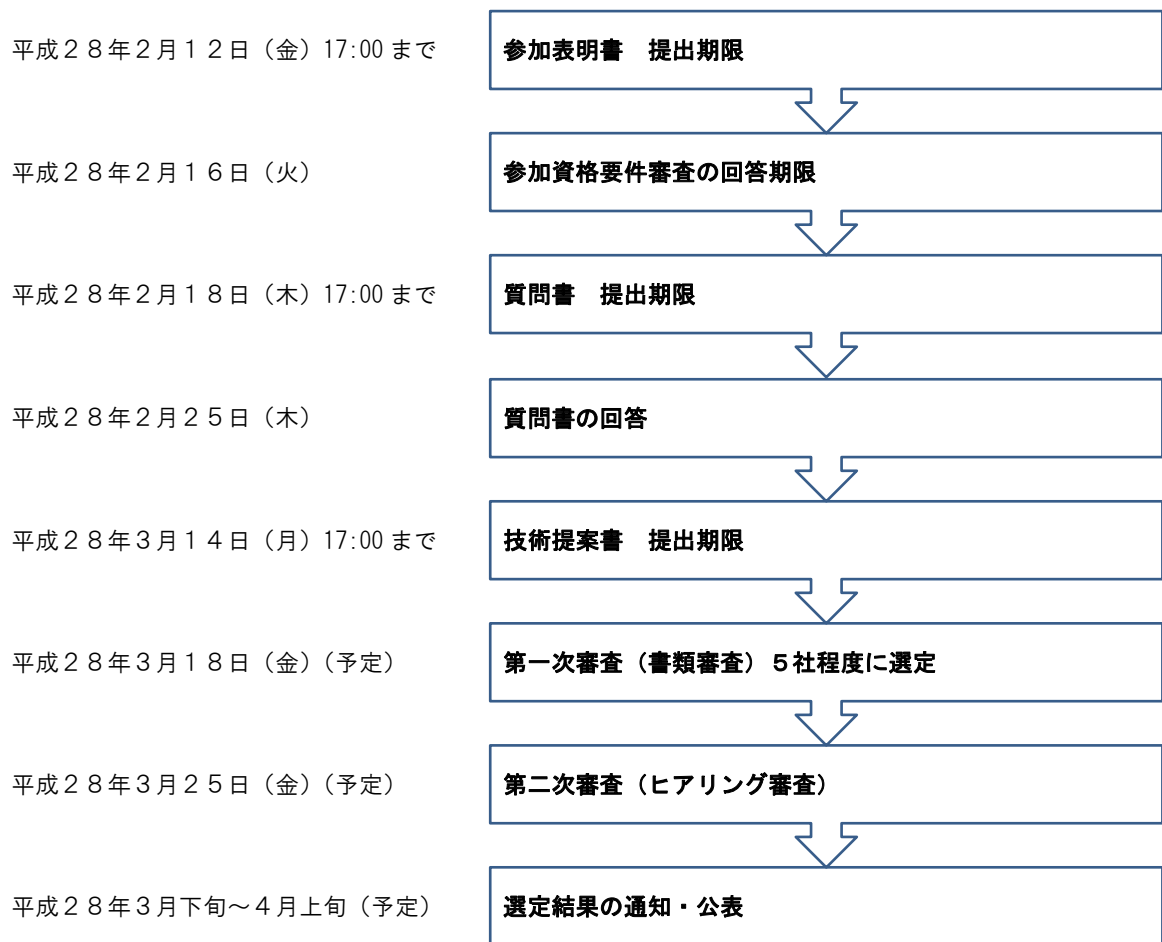 平成２８年２月１２日（金）17:00 まで
参加表明書　提出期限
平成２８年２月１６日（火）
参加資格要件審査の回答期限
平成２８年２月１８日（木）17:00 まで
質問書　提出期限
平成２８年２月２５日（木）
質問書の回答
平成２８年３月１４日（月）17:00 まで
技術提案書　提出期限
平成２８年３月１８日（金）（予定）
第一次審査（書類審査）５社程度に選定
平成２８年３月２５日（金）（予定）
第二次審査（ヒアリング審査）
平成２８年３月下旬～４月上旬（予定）
選定結果の通知・公表